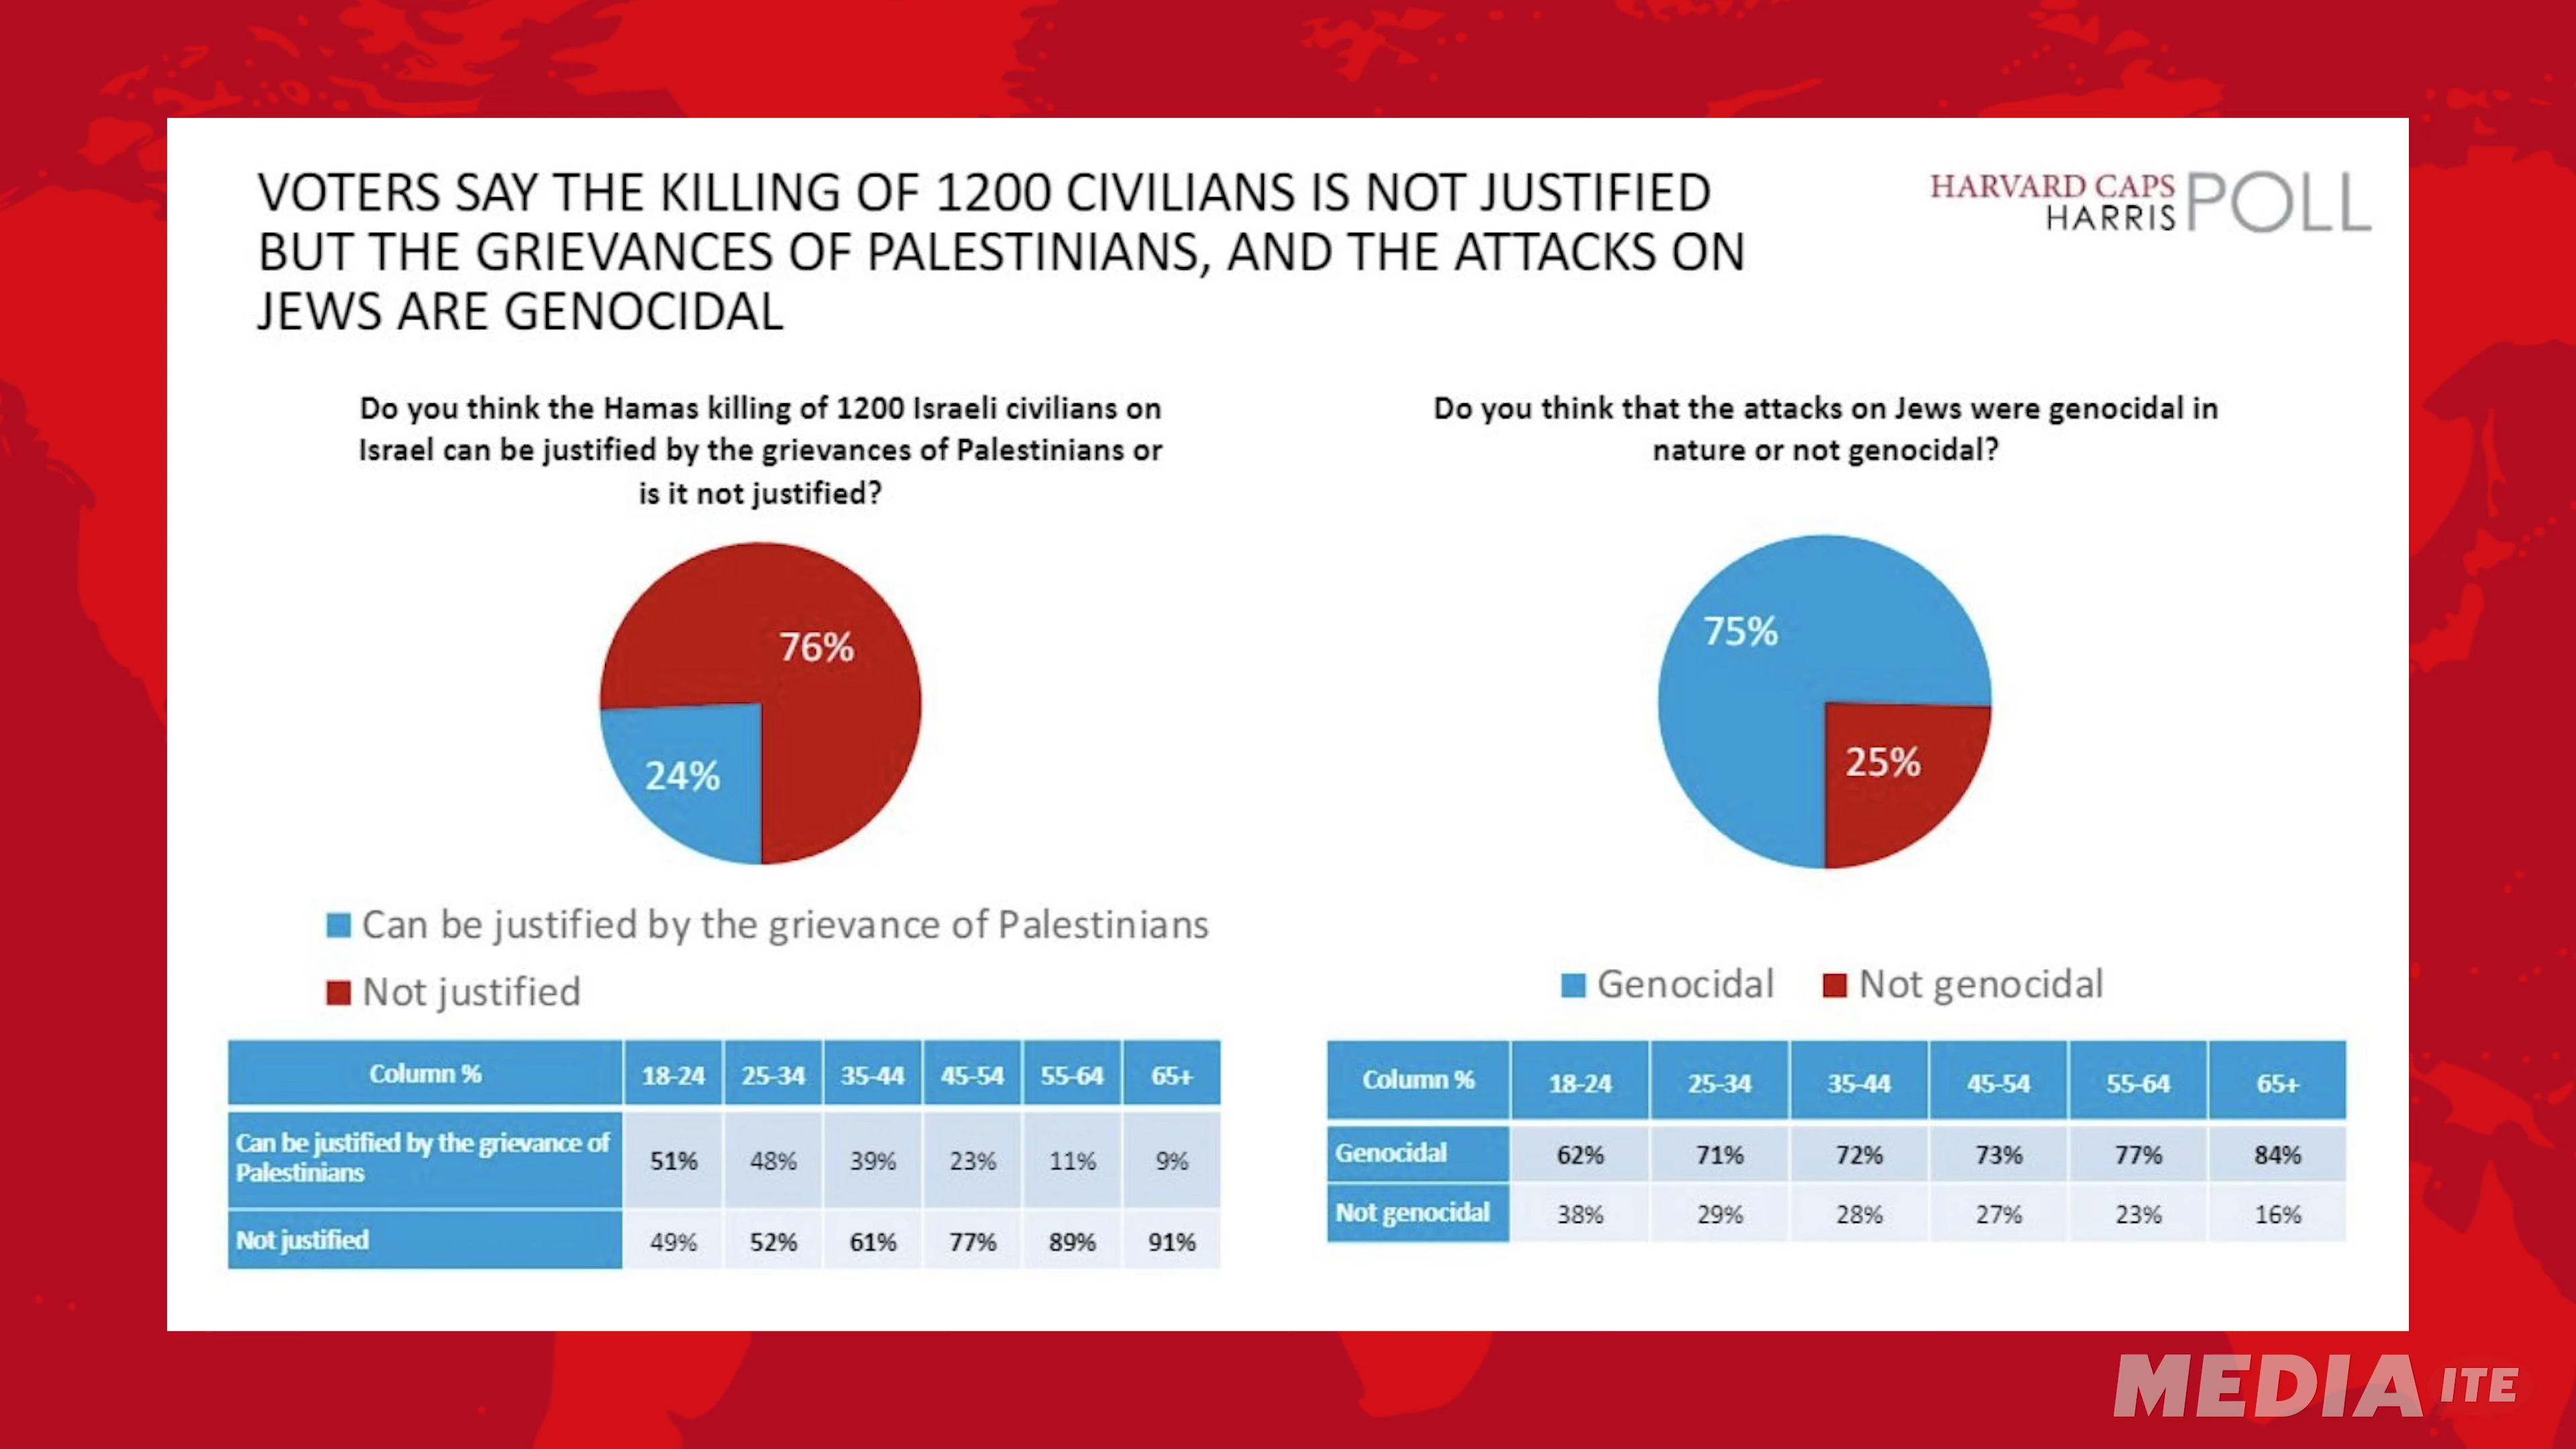 VOTERS SAY THE KILLING OF 1200 CIVILIANS IS NOT JUSTIFIED
BUT THE GRIEVANCES OF PALESTINIANS, AND THE ATTACKS ON
JEWS ARE GENOCIDAL
HARVARD CAPS
HARRIS POLL
Do you think the Hamas killing of 1200 Israeli civilians on
Israel can be justified by the grievances of Palestinians or
is it not justified?
76%
24%
Can be justified by the grievance of Palestinians
Not justified
Column % 18-24 25-34 35-44 45-54 55-64 65+
Can be justified by the grievance of
Palestinians 51% 48% 39% 23% 11% 9%
Not justified 49% 52% 61% 77% 89% 91%
Do you think that the attacks on Jews were genocidal in
nature or not genocidal?
75%
25%
Genocidal Not genocidal
Column % 18-24 25-34 35-44 45-54 55-64 65+
Genocidal 62% 71% 72% 73% 77% 84%
Not genocidal 38% 29% 28% 27% 23% 16%
MEDIAITE